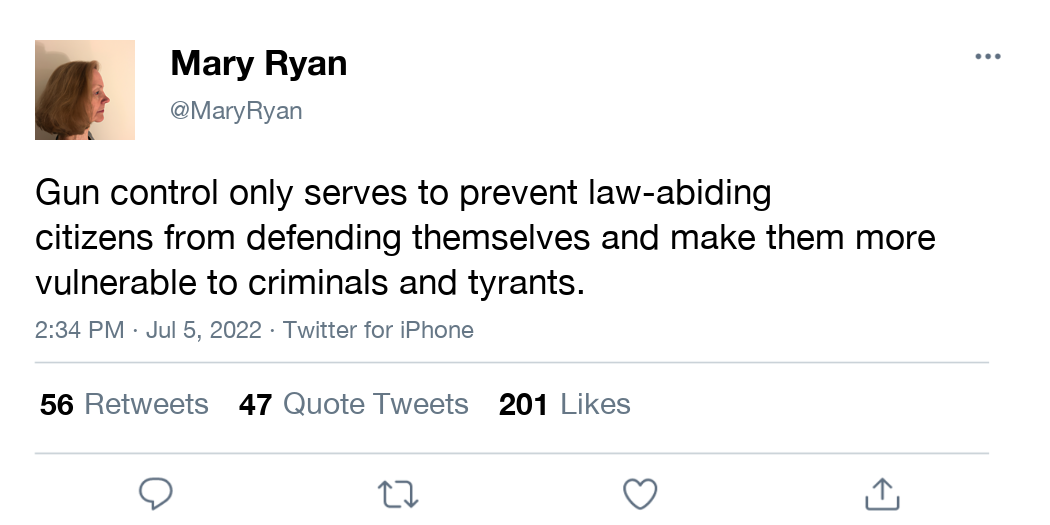 Mary Ryan
@MaryRyan
Gun control only serves to prevent law-abiding
citizens from defending themselves and make them more
vulnerable to criminals and tyrants.
2:34 PM · Jul 5, 2022 · Twitter for iPhone
56 Retweets 47 Quote Tweets 201 Likes